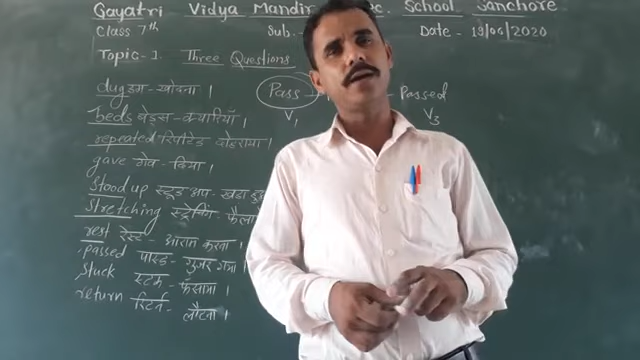 Gayatri Vidya Mandir Sec. School, Sanchore
Class 7th Sub. Date - 19/06/2020
Topic - 1. Three Questions
Pass Passed
V1 V3
dug डग - खोदना ।
beds बेड्स - क्यारियाँ ।
repeated रिपीटेड दोहराया ।
gave गेव - दिया ।
Stood up स्टूड अप - खड़ा
Stretching स्ट्रेचिंग -
rest रेस्ट - आराम करना ।
passed पास्ड - गुजर गया ।
stuck स्टक - फँसाया ।
return रिटर्न - लौटना ।